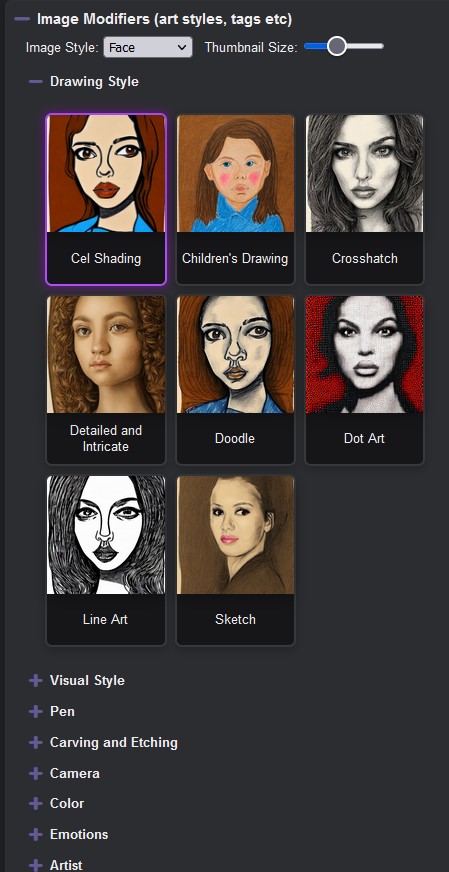 Image Modifiers (art styles, tags etc)
Image Style: Face Thumbnail Size:
Drawing Style
Cel Shading Children's Drawing Crosshatch
Detailed and
Intricate
Doodle Dot Art
Line Art Sketch
Visual Style
Pen
Carving and Etching
Camera
Color
Emotions
Artist